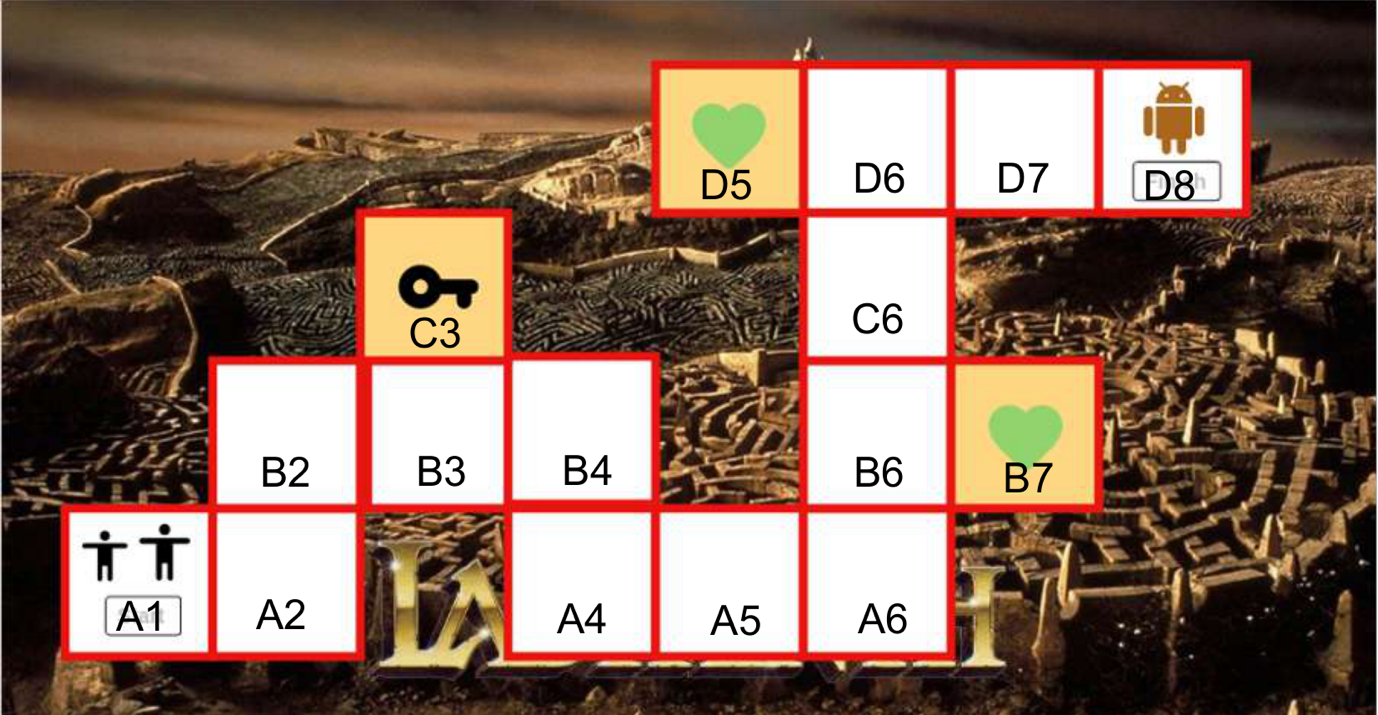 D5 D6 D7 D8
C3 C6
B2 B3 B4 B6 B7
A1 A2 A4 A5 A6